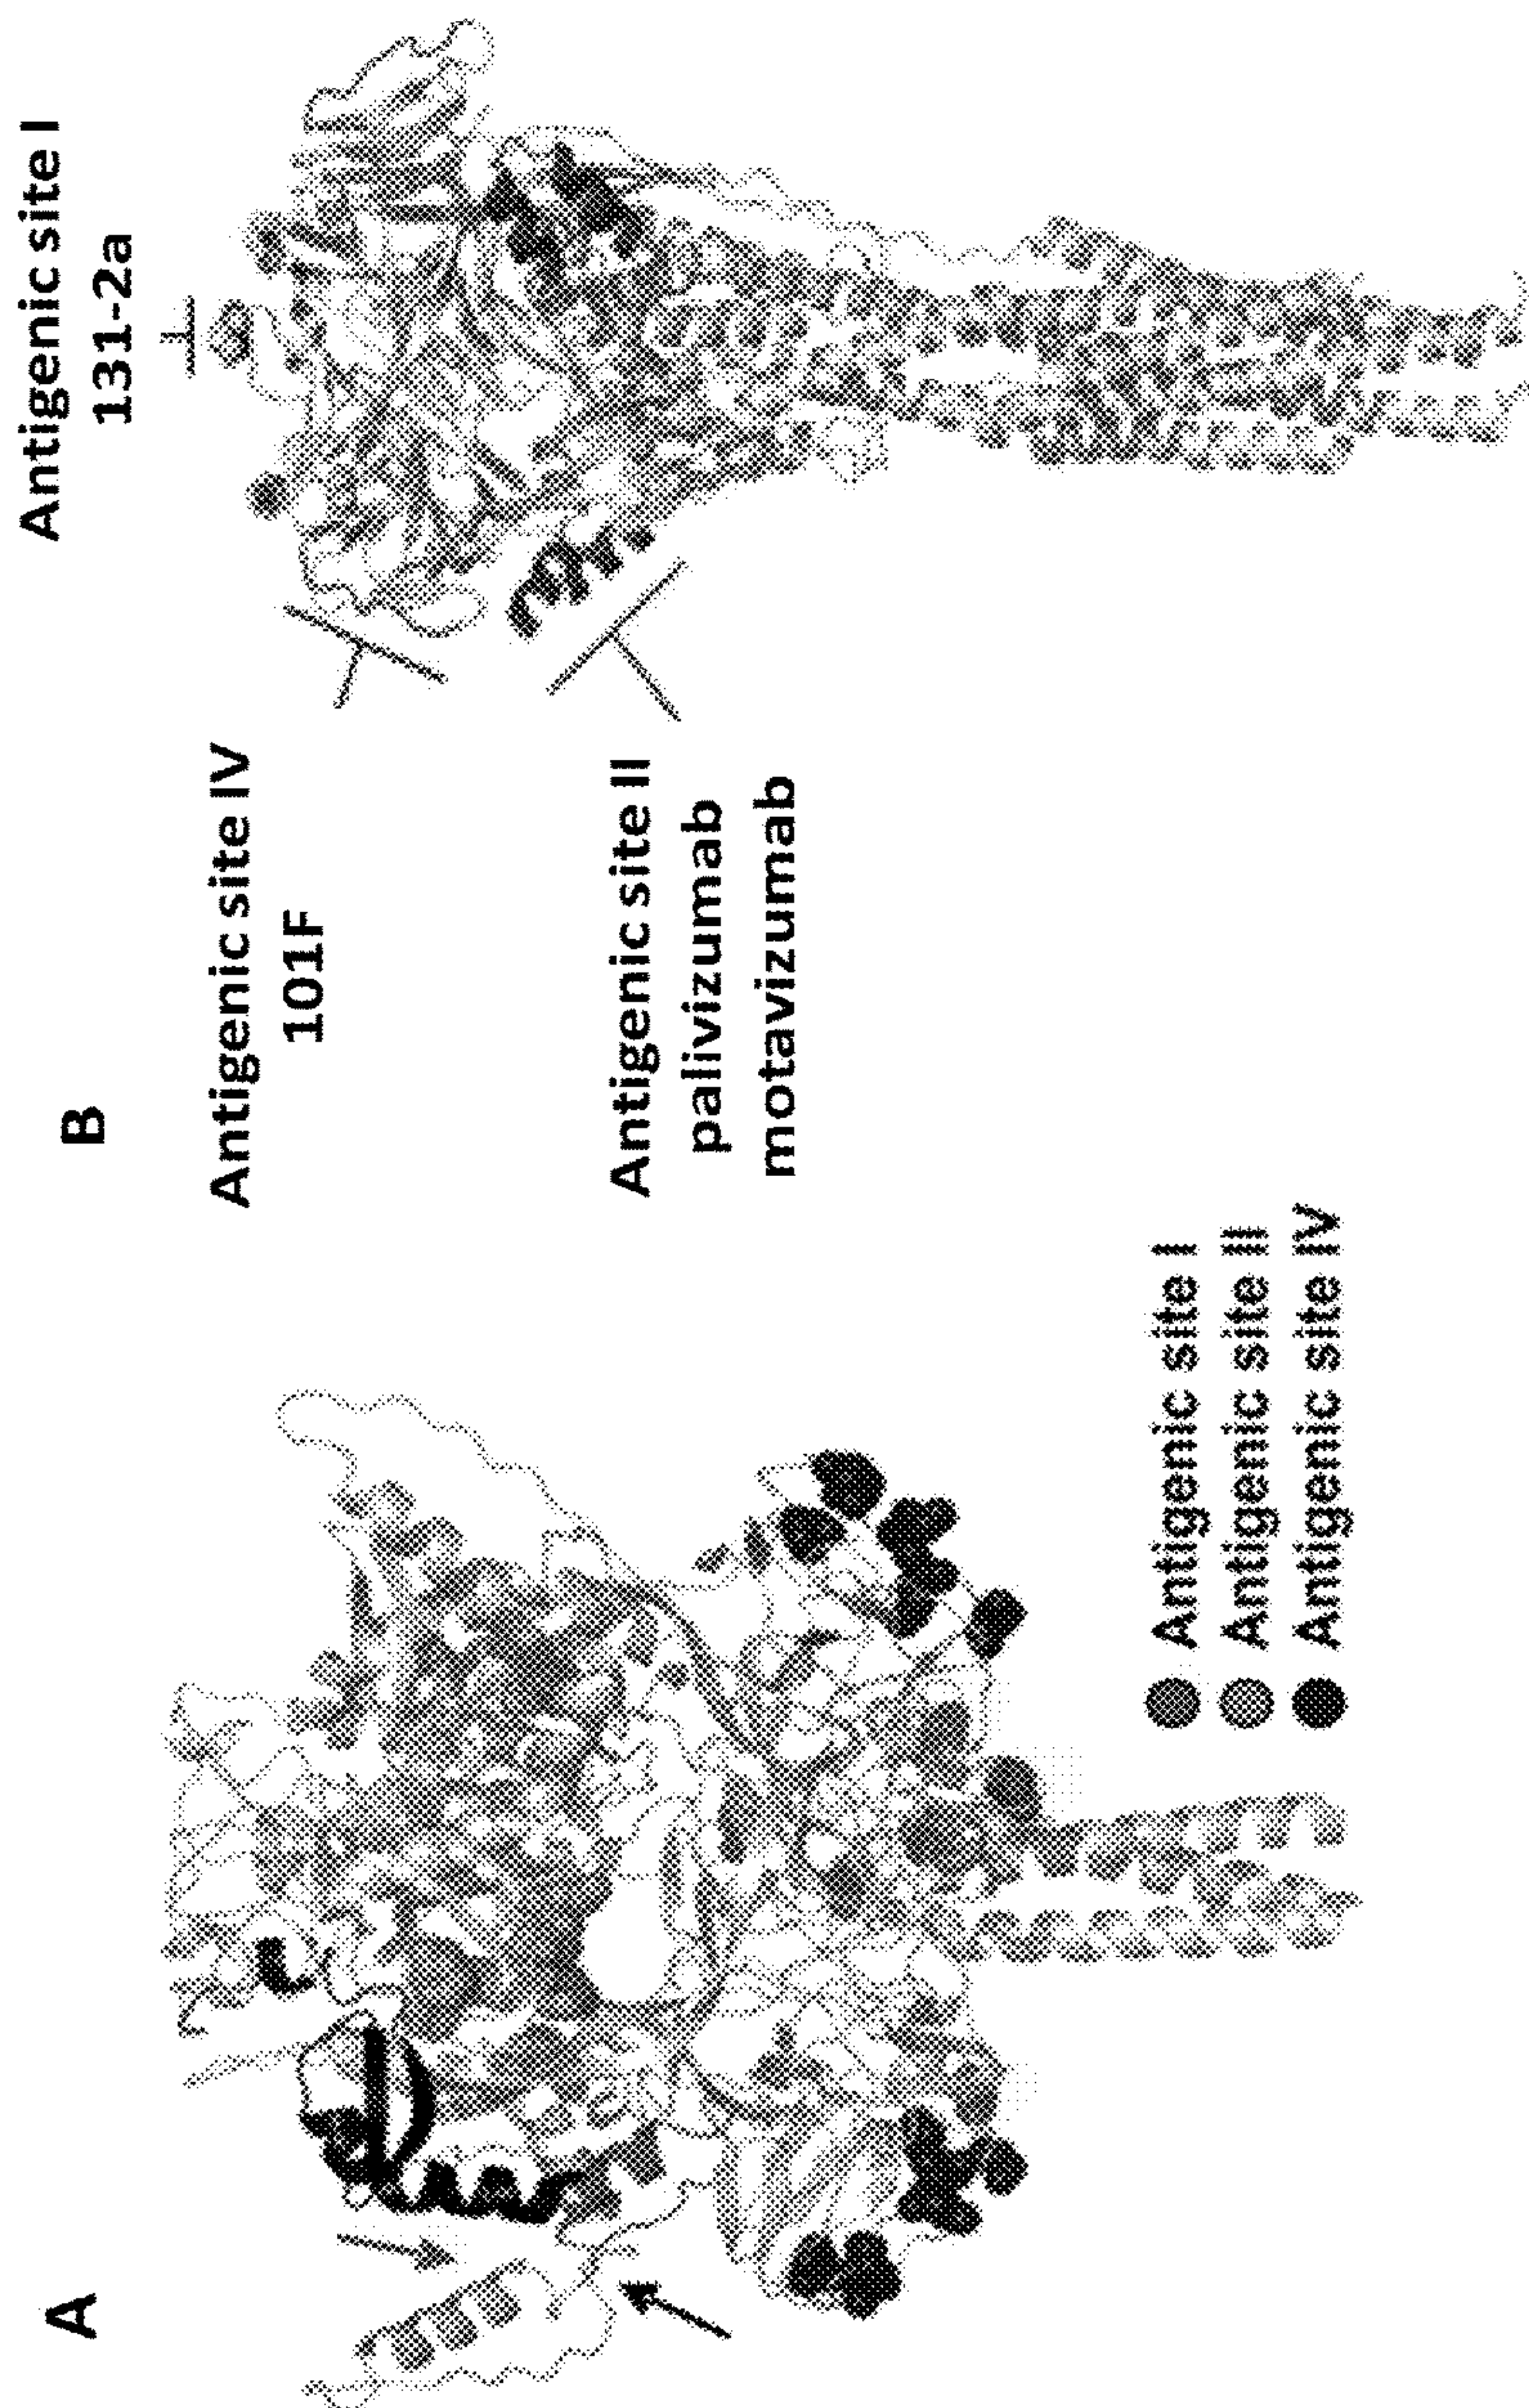 A
Antigenic site I
Antigenic site II
Antigenic site IV
B
Antigenic site I
131-2a
Antigenic site IV
101F
Antigenic site II
palivizumab
motavizumab